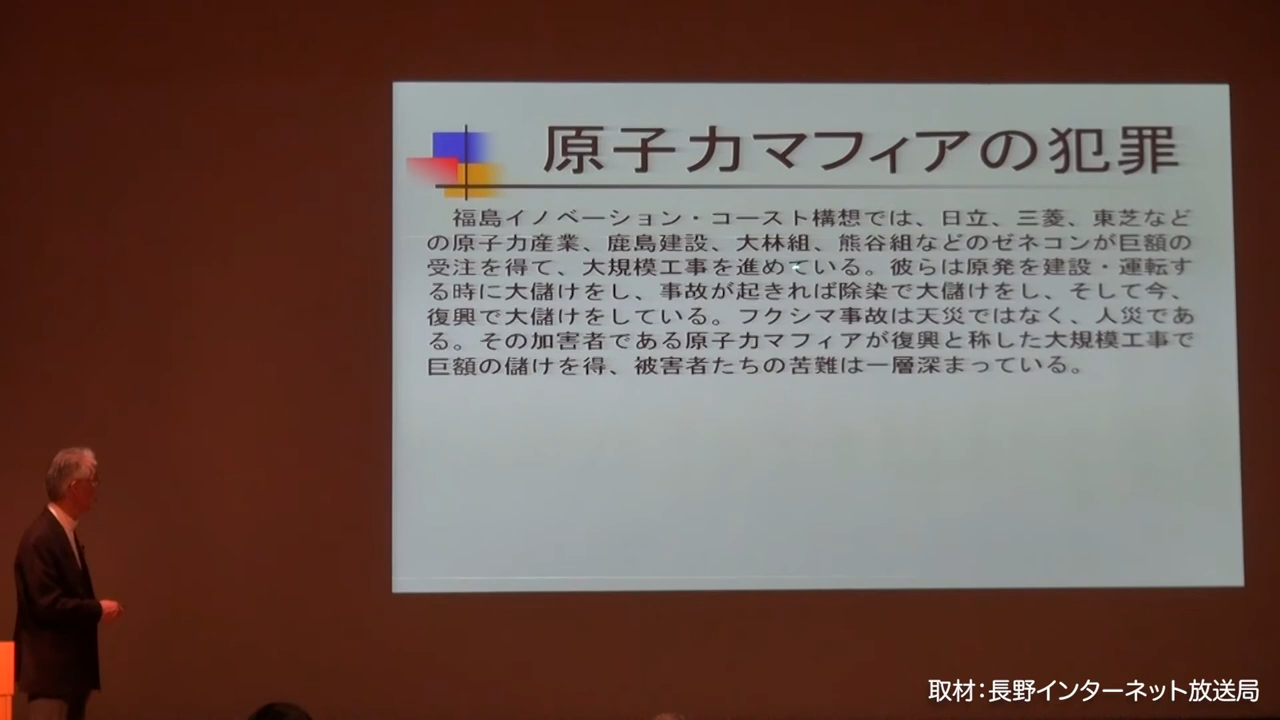 原子力マフィアの犯罪
福島イノベーション・コースト構想では、日立、三菱、東芝など
の原子力産業、鹿島建設、大林組、熊谷組などのゼネコンが巨額の
受注を得て、大規模工事を進めている。彼らは原発を建設・運転す
る時に大儲けをし、事故が起きれば除染で大儲けをし、そして今、
復興で大儲けをしている。フクシマ事故は天災ではなく、人災であ
る。その加害者である原子力マフィアが復興と称した大規模工事で
巨額の儲けを得、被害者たちの苦難は一層深まっている。
取材：長野インターネット放送局